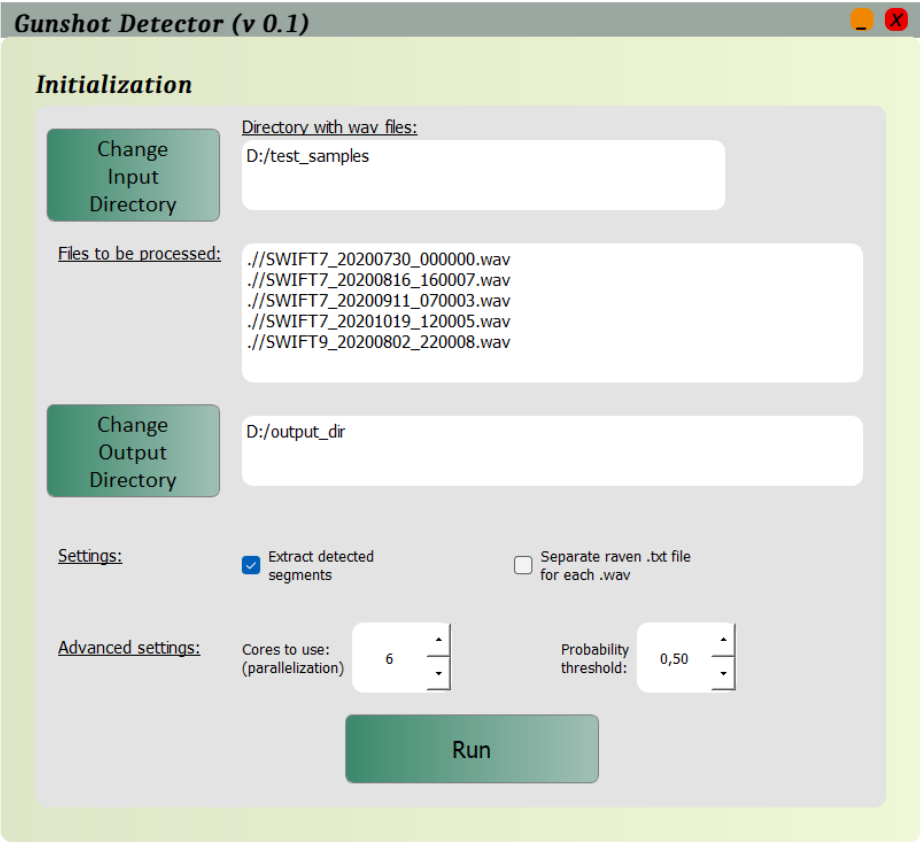 Gunshot Detector (v 0.1)
_ X
Initialization
Directory with wav files:
Change
Input
Directory
D:/test_samples
Files to be processed:
.//SWIFT7_20200730_000000.wav
.//SWIFT7_20200816_160007.wav
.//SWIFT7_20200911_070003.wav
.//SWIFT7_20201019_120005.wav
.//SWIFT9_20200802_220008.wav
Change
Output
Directory
D:/output_dir
Settings:
Extract detected
segments
Separate raven .txt file
for each .wav
Advanced settings:
Cores to use:
(parallelization)
6
Probability
threshold:
0,50
Run